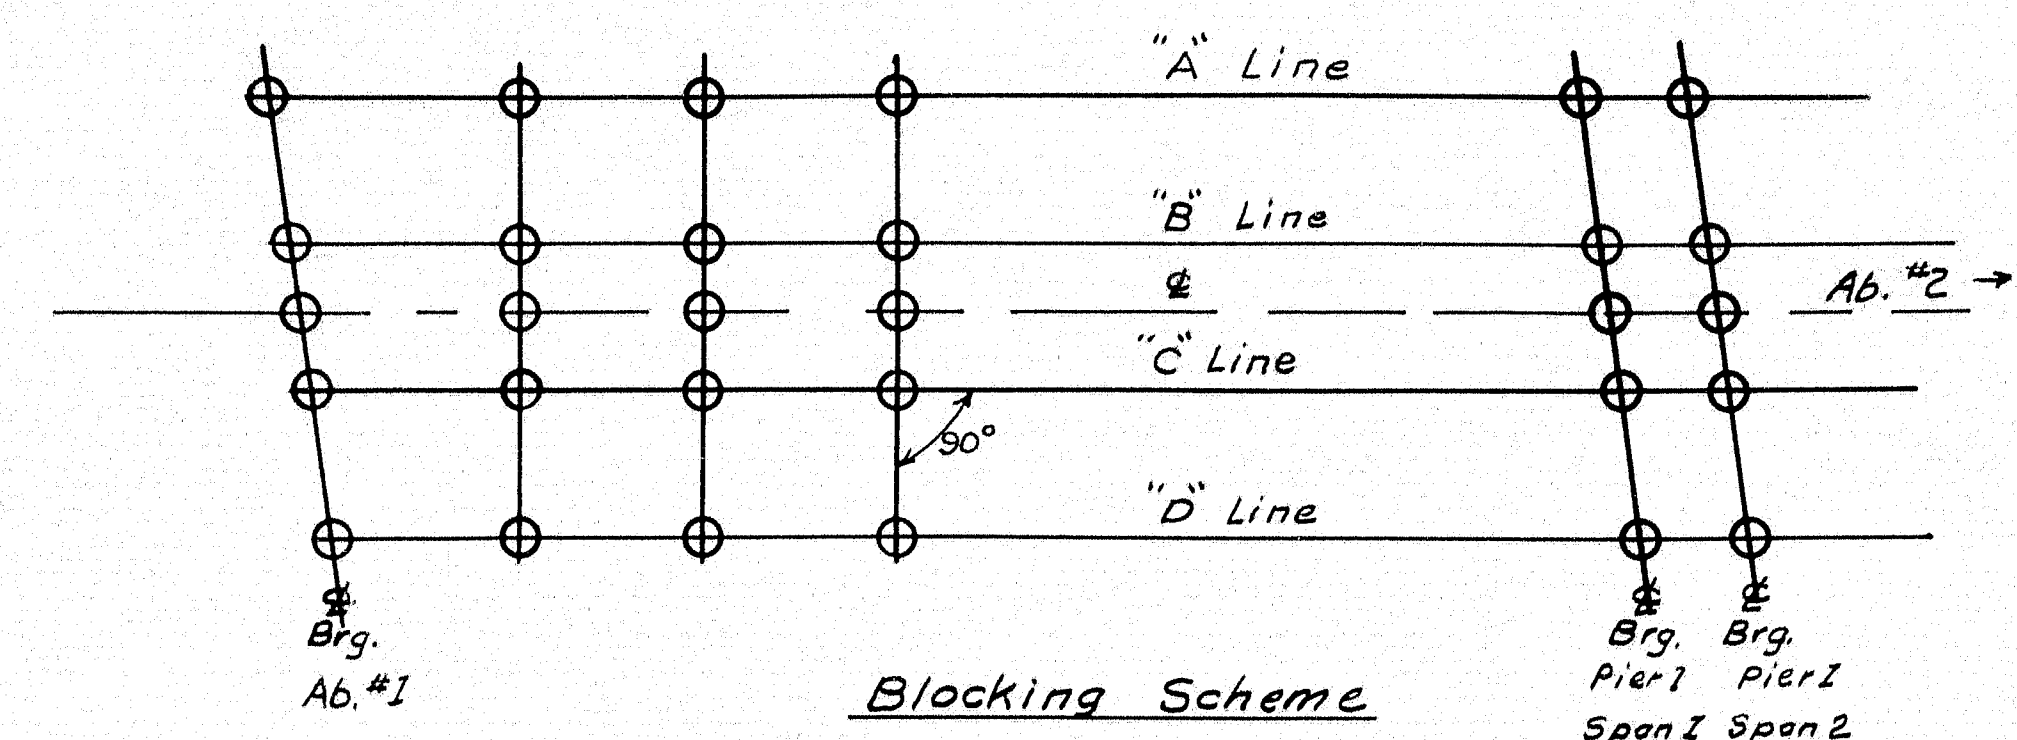 "A" Line
"B" Line
℄
Ab. #2 →
"C" Line
90°
"D" Line
℄
Brg.
Ab. #1
℄
Brg.
Pier 1
Span 1
℄
Brg.
Pier 1
Span 2
Blocking Scheme